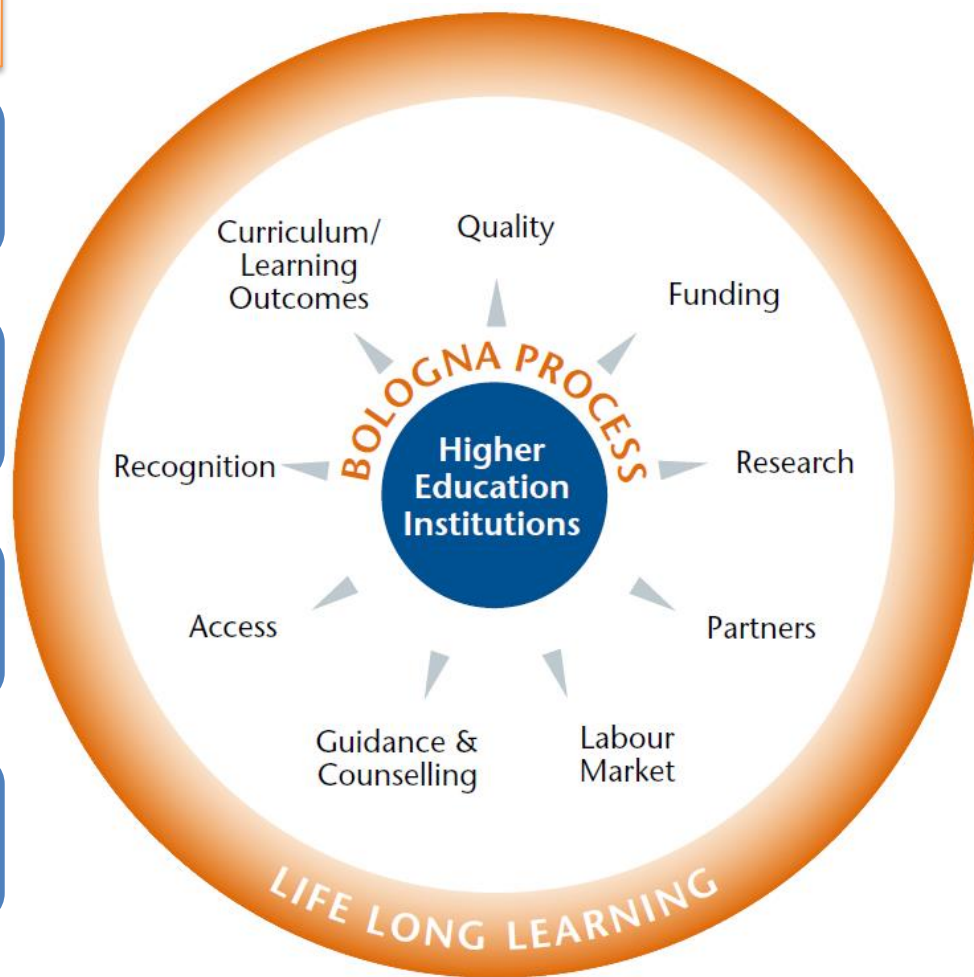 Quality
Curriculum/
Learning
Outcomes
Funding
BOLOGNA PROCESS
Higher
Education
Institutions
Recognition
Research
Access
Partners
Guidance &
Counselling
Labour
Market
LIFE LONG LEARNING